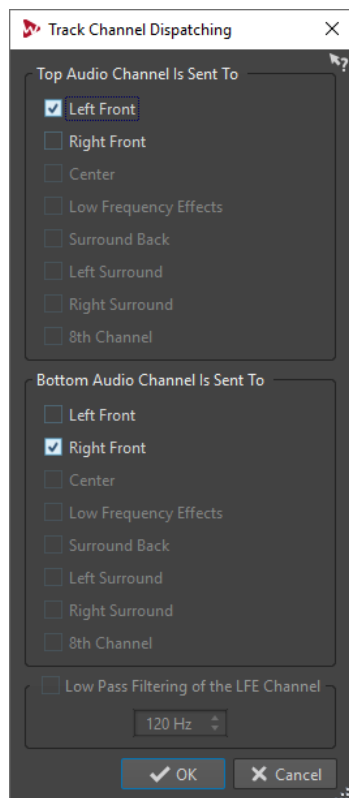 Track Channel Dispatching
Top Audio Channel Is Sent To
Left Front
Right Front
Center
Low Frequency Effects
Surround Back
Left Surround
Right Surround
8th Channel
Bottom Audio Channel Is Sent To
Left Front
Right Front
Center
Low Frequency Effects
Surround Back
Left Surround
Right Surround
8th Channel
Low Pass Filtering of the LFE Channel
120 Hz
OK Cancel